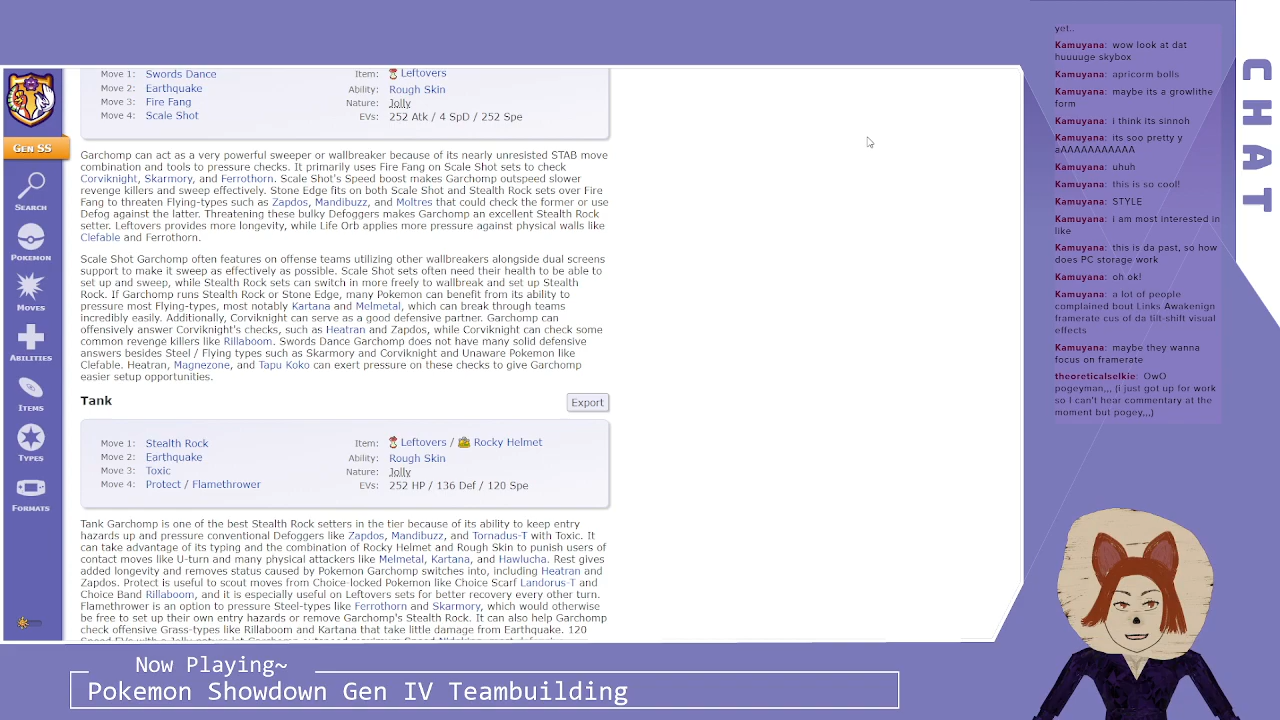 Move 1: Swords Dance Item: Leftovers
Move 2: Earthquake Ability: Rough Skin
Move 3: Fire Fang Nature: Jolly
Move 4: Scale Shot EVs: 252 Atk / 4 SpD / 252 Spe
Garchomp can act as a very powerful sweeper or wallbreaker because of its nearly unresisted STAB move
combination and tools to pressure checks. It primarily uses Fire Fang on Scale Shot sets to check
Corviknight, Skarmory, and Ferrothorn. Scale Shot's Speed boost makes Garchomp outspeed slower
revenge killers and sweep effectively. Stone Edge fits on both Scale Shot and Stealth Rock sets over Fire
Fang to threaten Flying-types such as Zapdos, Mandibuzz, and Moltres that could check the former or use
Defog against the latter. Threatening these bulky Defoggers makes Garchomp an excellent Stealth Rock
setter. Leftovers provides more longevity, while Life Orb applies more pressure against physical walls like
Clefable and Ferrothorn.
Scale Shot Garchomp often features on offense teams utilizing other wallbreakers alongside dual screens
support to make it sweep as effectively as possible. Scale Shot sets often need their health to be able to
set up and sweep, while Stealth Rock sets can switch in more freely to wallbreak and set up Stealth
Rock. If Garchomp runs Stealth Rock or Stone Edge, many Pokemon can benefit from its ability to
pressure most Flying-types, most notably Kartana and Melmetal, which can break through teams
incredibly easily. Additionally, Corviknight can serve as a good defensive partner. Garchomp can
offensively answer Corviknight's checks, such as Heatran and Zapdos, while Corviknight can check some
common revenge killers like Rillaboom. Swords Dance Garchomp does not have many solid defensive
answers besides Steel / Flying types such as Skarmory and Corviknight and Unaware Pokemon like
Clefable. Heatran, Magnezone, and Tapu Koko can exert pressure on these checks to give Garchomp
easier setup opportunities.
Tank Export
Move 1: Stealth Rock Item: Leftovers / Rocky Helmet
Move 2: Earthquake Ability: Rough Skin
Move 3: Toxic Nature: Jolly
Move 4: Protect / Flamethrower EVs: 252 HP / 136 Def / 120 Spe
Tank Garchomp is one of the best Stealth Rock setters in the tier because of its ability to keep entry
hazards up and pressure conventional Defoggers like Zapdos, Mandibuzz, and Tornadus-T with Toxic. It
can take advantage of its typing and the combination of Rocky Helmet and Rough Skin to punish users of
contact moves like U-turn and many physical attackers like Melmetal, Kartana, and Hawlucha. Rest gives
added longevity and removes status caused by Pokemon Garchomp switches into, including Heatran and
Zapdos. Protect is useful to scout moves from Choice-locked Pokemon like Choice Scarf Landorus-T and
Choice Band Rillaboom, and it is especially useful on Leftovers sets for better recovery every other turn.
Flamethrower is an option to pressure Steel-types like Ferrothorn and Skarmory, which would otherwise
be free to set up their own entry hazards or remove Garchomp's Stealth Rock. It can also help Garchomp
check offensive Grass-types like Rillaboom and Kartana that take little damage from Earthquake. 120
GEN SS
SEARCH
POKEMON
MOVES
ABILITIES
ITEMS
TYPES
FORMATS
yet..
Kamuyana: wow look at dat
huuuge skybox
Kamuyana: apricorm bolls
Kamuyana: maybe its a growlithe
form
Kamuyana: i think its sinnoh
Kamuyana: its soo pretty y
aAAAAAAAAAAA
Kamuyana: uhuh
Kamuyana: this is so cool!
Kamuyana: STYLE
Kamuyana: i am most interested in
like
Kamuyana: this is da past, so how
does PC storage work
Kamuyana: oh ok!
Kamuyana: a lot of people
complained bout Links Awakenign
framerate cus of da tilt-shift visual
effects
Kamuyana: maybe they wanna
focus on framerate
theoreticalselkie: OwO
pogeyman,,, (i just got up for work
so I can't hear commentary at the
moment but pogey,,,)
CHAT
Now Playing~
Pokemon Showdown Gen IV Teambuilding